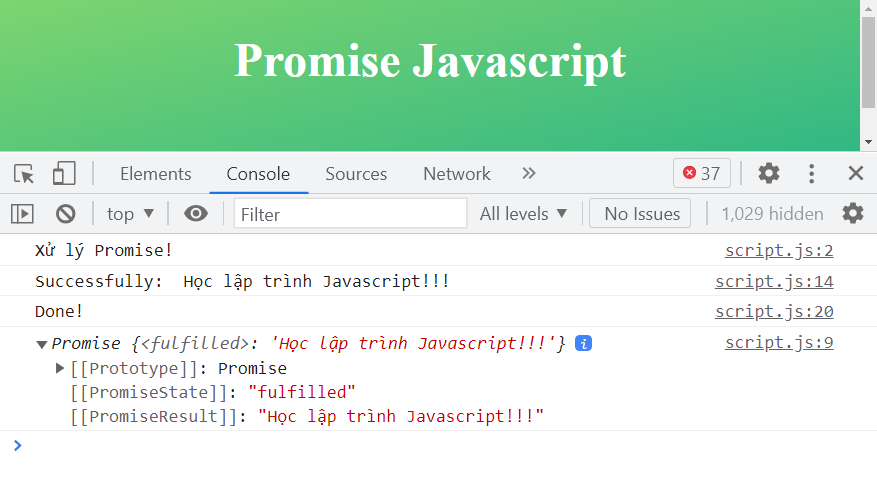 Promise Javascript
Elements Console Sources Network » 37
top ▼ Filter All levels ▼ No Issues 1,029 hidden
Xử lý Promise! script.js:2
Successfully:  Học lập trình Javascript!!! script.js:14
Done! script.js:20
▼Promise {<fulfilled>: 'Học lập trình Javascript!!!'} i script.js:9
▶[[Prototype]]: Promise
[[PromiseState]]: "fulfilled"
[[PromiseResult]]: "Học lập trình Javascript!!!"
>